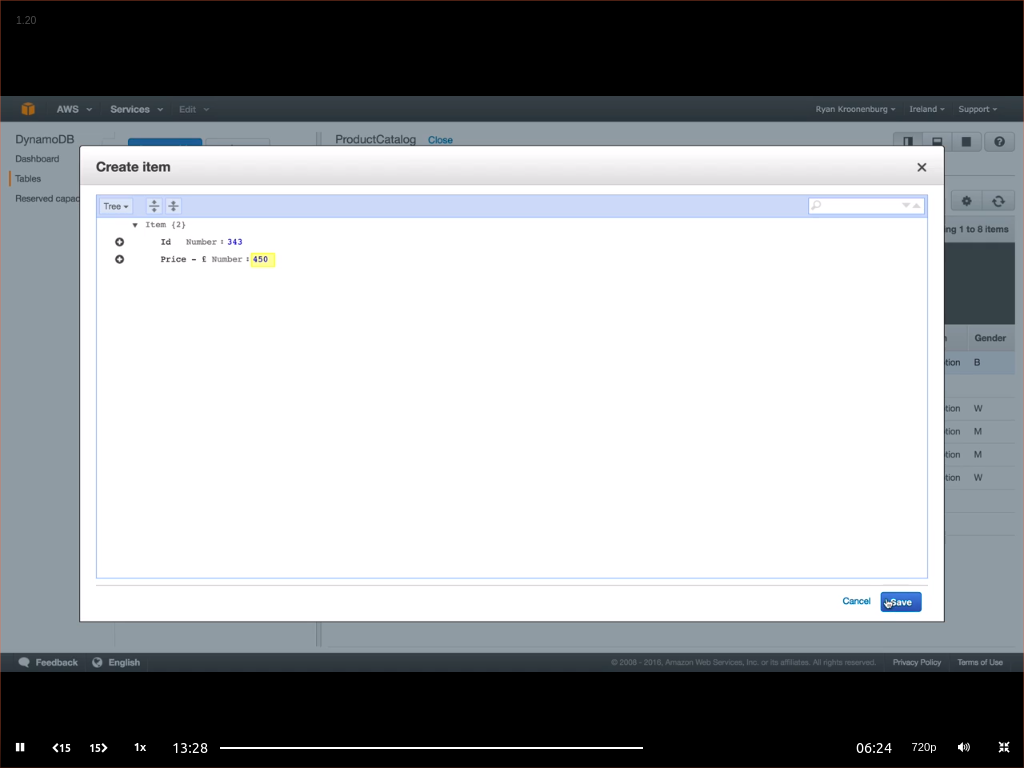 1.20
AWS Services Edit Ryan Kroonenburg Ireland Support
DynamoDB
ProductCatalog Close
Dashboard
Tables
Reserved capac
Create item
Tree
ng 1 to 8 items
Item {2}
Id Number : 343
Price - £ Number : 450
Gender
tion B
tion W
tion M
tion M
tion W
Cancel Save
Feedback English © 2008 - 2016, Amazon Web Services, Inc. or its affiliates. All rights reserved. Privacy Policy Terms of Use
15 15 1x 13:28 06:24 720p